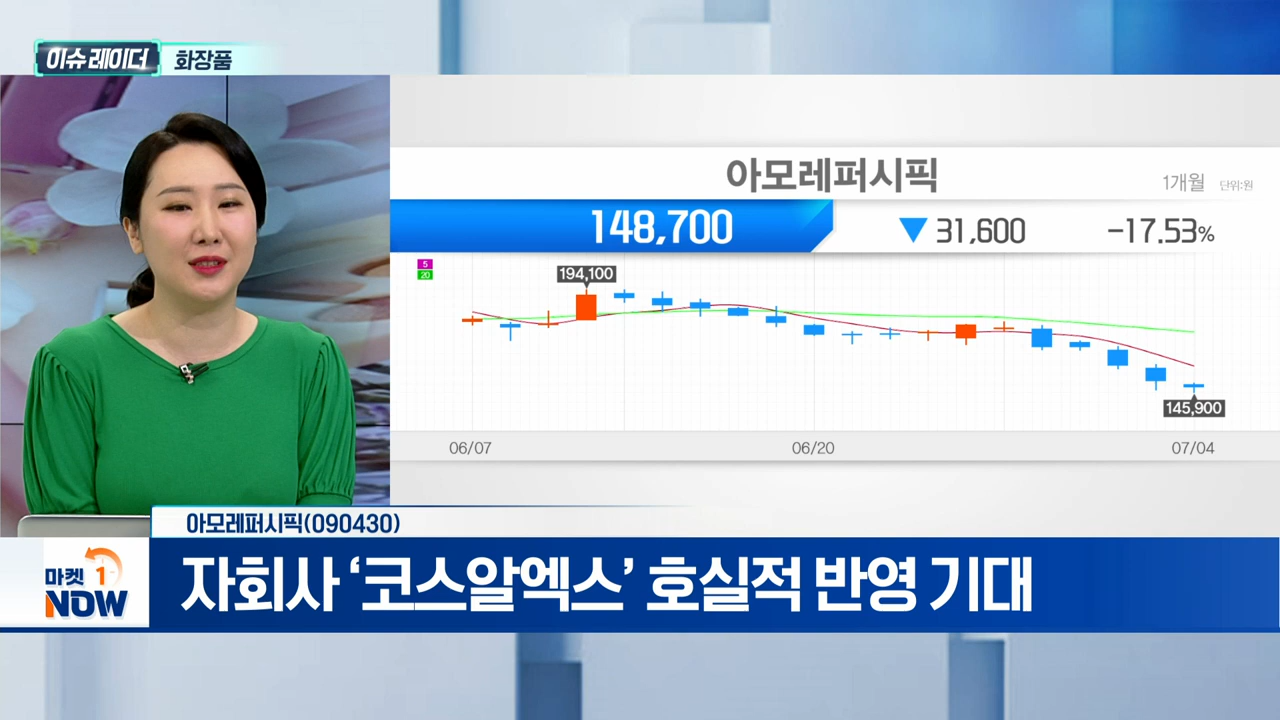 이슈 레이더 화장품
아모레퍼시픽
1개월 단위:원
148,700 ▼ 31,600 -17.53%
5
20
194,100
145,900
06/07 06/20 07/04
아모레퍼시픽(090430)
마켓 1
NOW
자회사 ‘코스알엑스’ 호실적 반영 기대